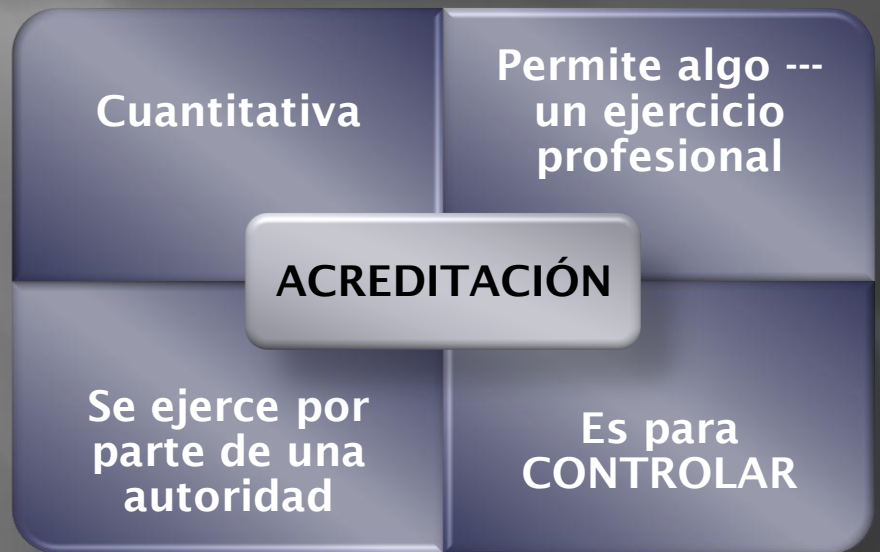 Cuantitativa
Permite algo ---
un ejercicio
profesional
ACREDITACIÓN
Se ejerce por
parte de una
autoridad
Es para
CONTROLAR